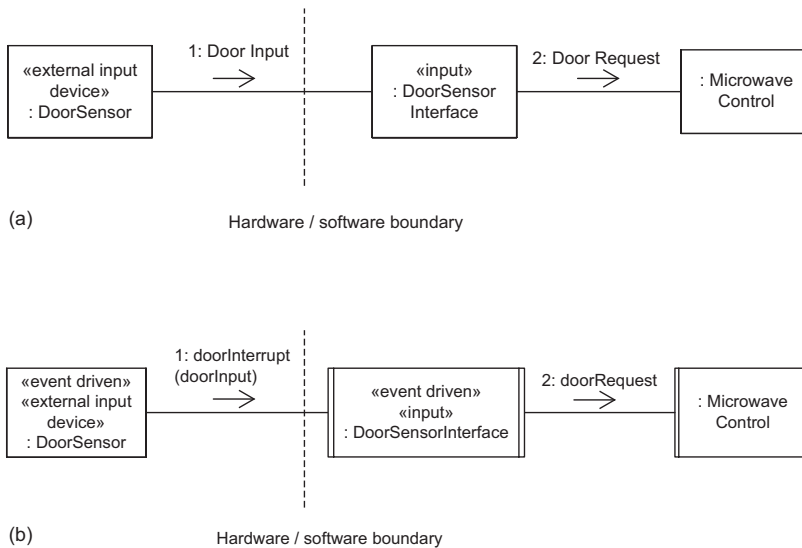 1: Door Input
«external input
device»
: DoorSensor
«input»
: DoorSensor
Interface
2: Door Request
: Microwave
Control
(a)
Hardware / software boundary
1: doorInterrupt
(doorInput)
«event driven»
«external input
device»
: DoorSensor
«event driven»
«input»
: DoorSensorInterface
2: doorRequest
: Microwave
Control
(b)
Hardware / software boundary